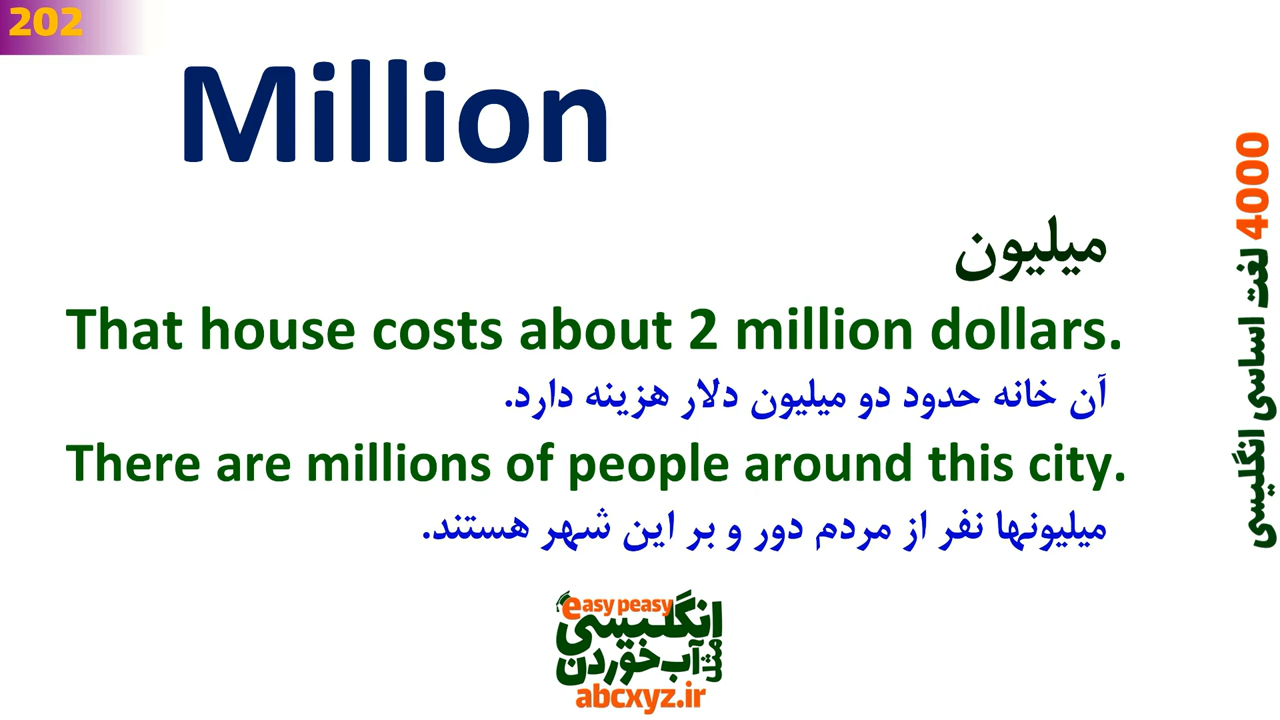 202
Million
میلیون
That house costs about 2 million dollars.
آن خانه حدود دو میلیون دلار هزینه دارد.
There are millions of people around this city.
میلیونها نفر از مردم دور و بر این شهر هستند.
4000 لغت اساسی انگلیسی
easy peasy
انگلیسی
مثل آب خوردن
abcxyz.ir